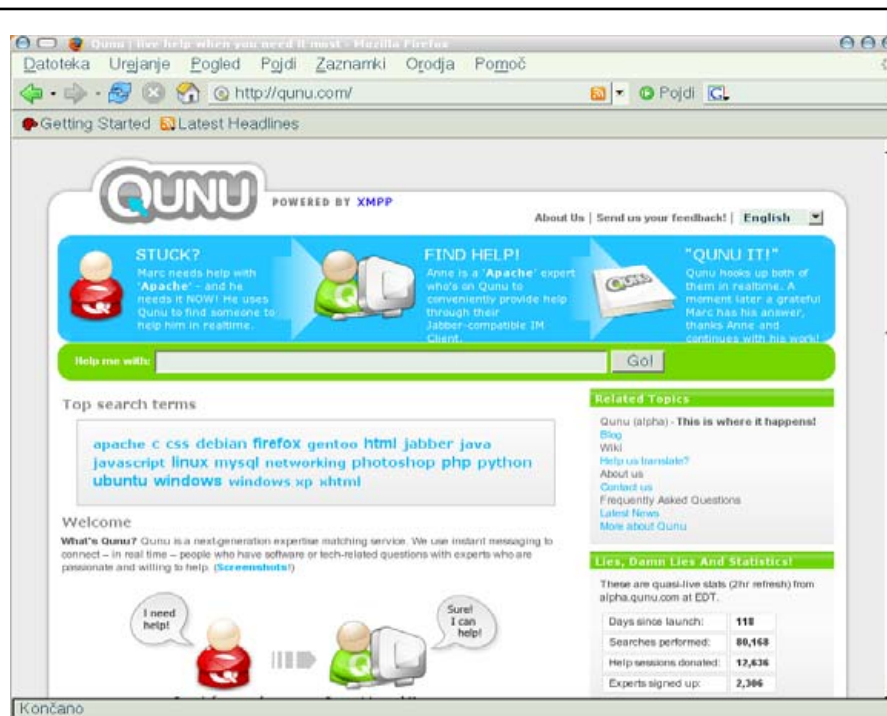 Qunu | live help when you need it most - Mozilla Firefox
Datoteka Urejanje Pogled Pojdi Zaznamki Orodja Pomoč
http://qunu.com/ Pojdi
Getting Started Latest Headlines
QUNU POWERED BY XMPP
About Us | Send us your feedback! | English
STUCK?
Marc needs help with
'Apache' - and he
needs it NOW! He uses
Qunu to find someone to
help him in realtime.
FIND HELP!
Anne is a 'Apache' expert
who's on Qunu to
conveniently provide help
through their
Jabber-compatible IM
Client.
"QUNU IT!"
Qunu hooks up both of
them in realtime. A
moment later a grateful
Marc has his answer,
thanks Anne and
continues with his work!
Help me with: Go!
Top search terms
apache c css debian firefox gentoo html jabber java
javascript linux mysql networking photoshop php python
ubuntu windows windows xp xhtml
Welcome
What's Qunu? Qunu is a next-generation expertise matching service. We use instant messaging to
connect – in real time – people who have software or tech-related questions with experts who are
passionate and willing to help. (Screenshots!)
I need
help!
Sure!
I can
help!
Related Topics
Qunu (alpha) - This is where it happens!
Blog
Wiki
Help us translate?
About us
Contact us
Frequently Asked Questions
Latest News
More about Qunu
Lies, Damn Lies And Statistics!
These are quasi-live stats (2hr refresh) from
alpha.qunu.com at EDT.
Days since launch: 118
Searches performed: 80,168
Help sessions donated: 12,636
Experts signed up: 2,306
Končano